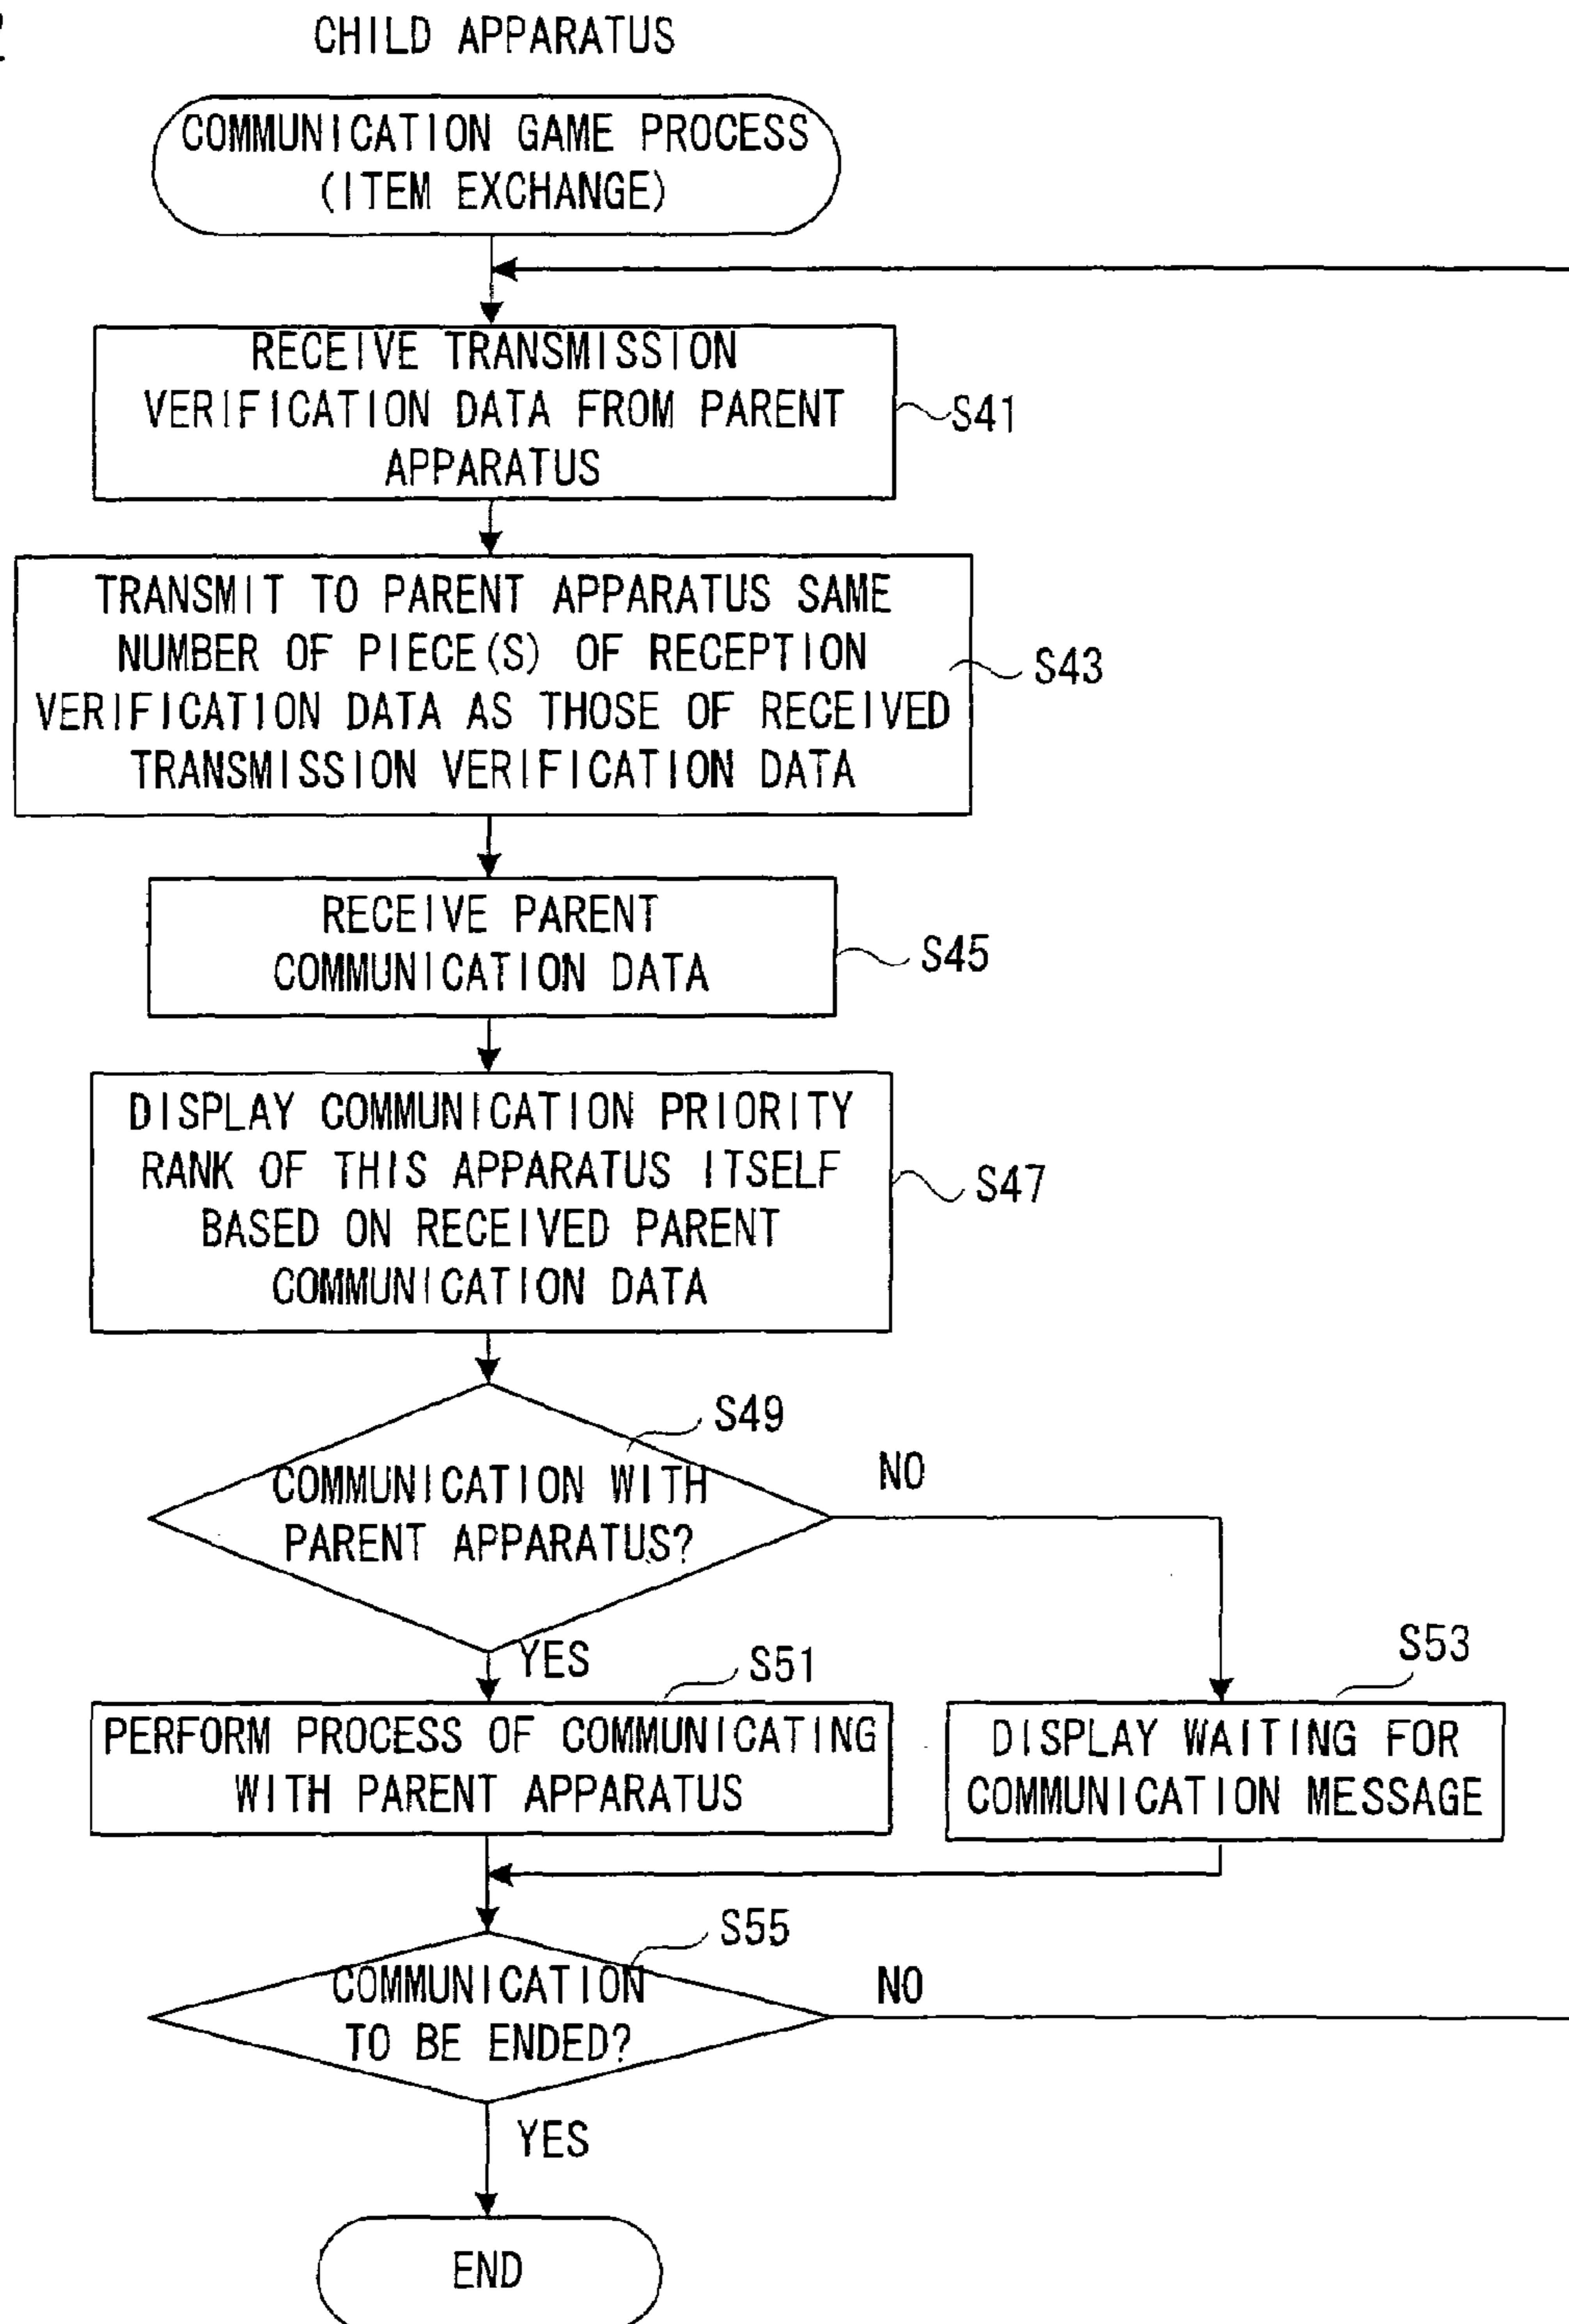 CHILD APPARATUS
COMMUNICATION GAME PROCESS
(ITEM EXCHANGE)
RECEIVE TRANSMISSION
VERIFICATION DATA FROM PARENT
APPARATUS
S41
TRANSMIT TO PARENT APPARATUS SAME
NUMBER OF PIECE(S) OF RECEPTION
VERIFICATION DATA AS THOSE OF RECEIVED
TRANSMISSION VERIFICATION DATA
S43
RECEIVE PARENT
COMMUNICATION DATA
S45
DISPLAY COMMUNICATION PRIORITY
RANK OF THIS APPARATUS ITSELF
BASED ON RECEIVED PARENT
COMMUNICATION DATA
S47
S49
COMMUNICATION WITH
PARENT APPARATUS?
NO
YES
S51
PERFORM PROCESS OF COMMUNICATING
WITH PARENT APPARATUS
S53
DISPLAY WAITING FOR
COMMUNICATION MESSAGE
S55
COMMUNICATION
TO BE ENDED?
NO
YES
END